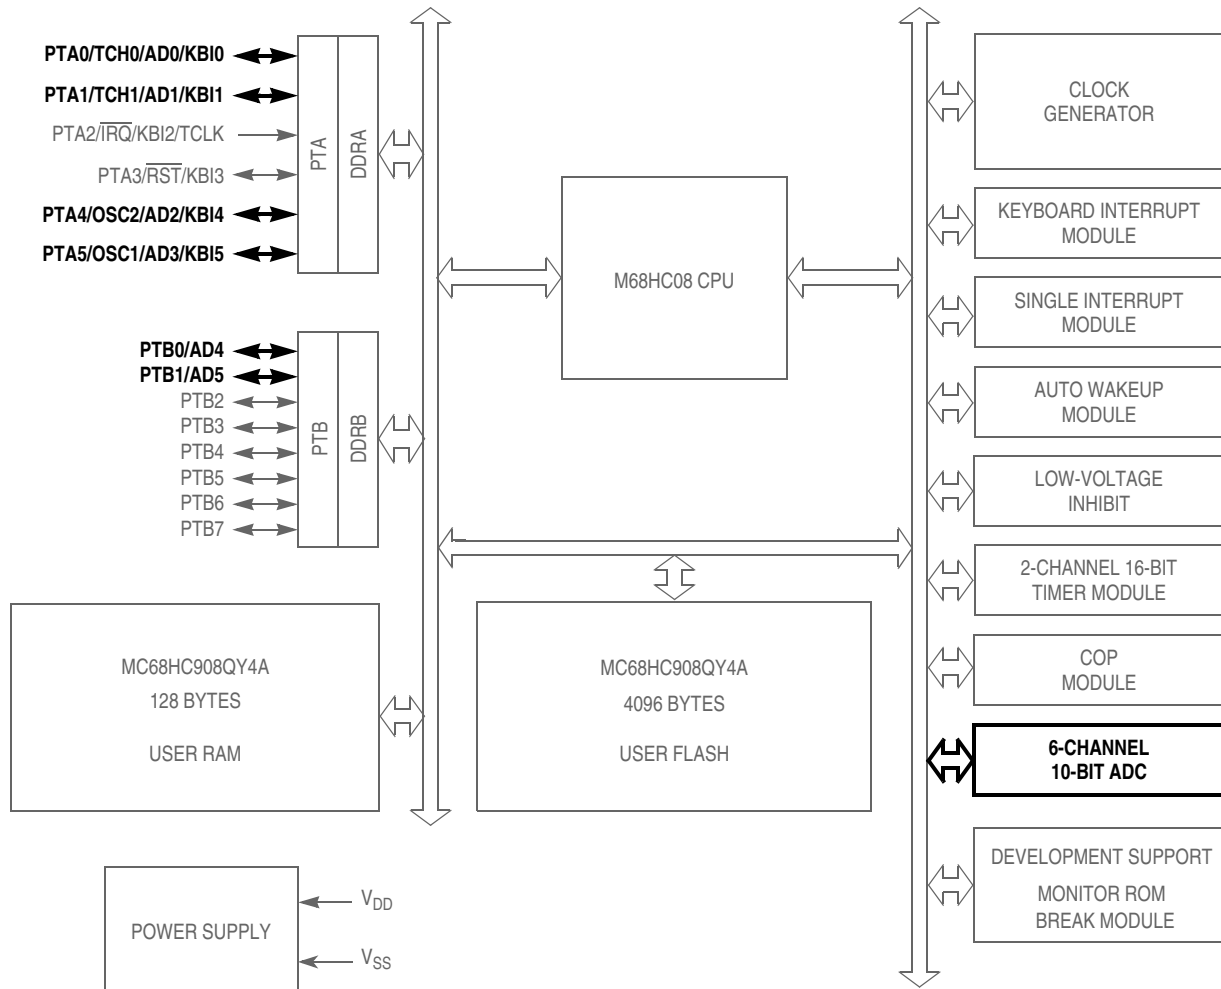 PTA0/TCH0/AD0/KBI0
PTA1/TCH1/AD1/KBI1
PTA2/IRQ/KBI2/TCLK
PTA3/RST/KBI3
PTA4/OSC2/AD2/KBI4
PTA5/OSC1/AD3/KBI5
PTA
DDRA
PTB0/AD4
PTB1/AD5
PTB2
PTB3
PTB4
PTB5
PTB6
PTB7
PTB
DDRB
M68HC08 CPU
MC68HC908QY4A
128 BYTES
USER RAM
MC68HC908QY4A
4096 BYTES
USER FLASH
POWER SUPPLY
VDD
VSS
CLOCK
GENERATOR
KEYBOARD INTERRUPT
MODULE
SINGLE INTERRUPT
MODULE
AUTO WAKEUP
MODULE
LOW-VOLTAGE
INHIBIT
2-CHANNEL 16-BIT
TIMER MODULE
COP
MODULE
6-CHANNEL
10-BIT ADC
DEVELOPMENT SUPPORT
MONITOR ROM
BREAK MODULE